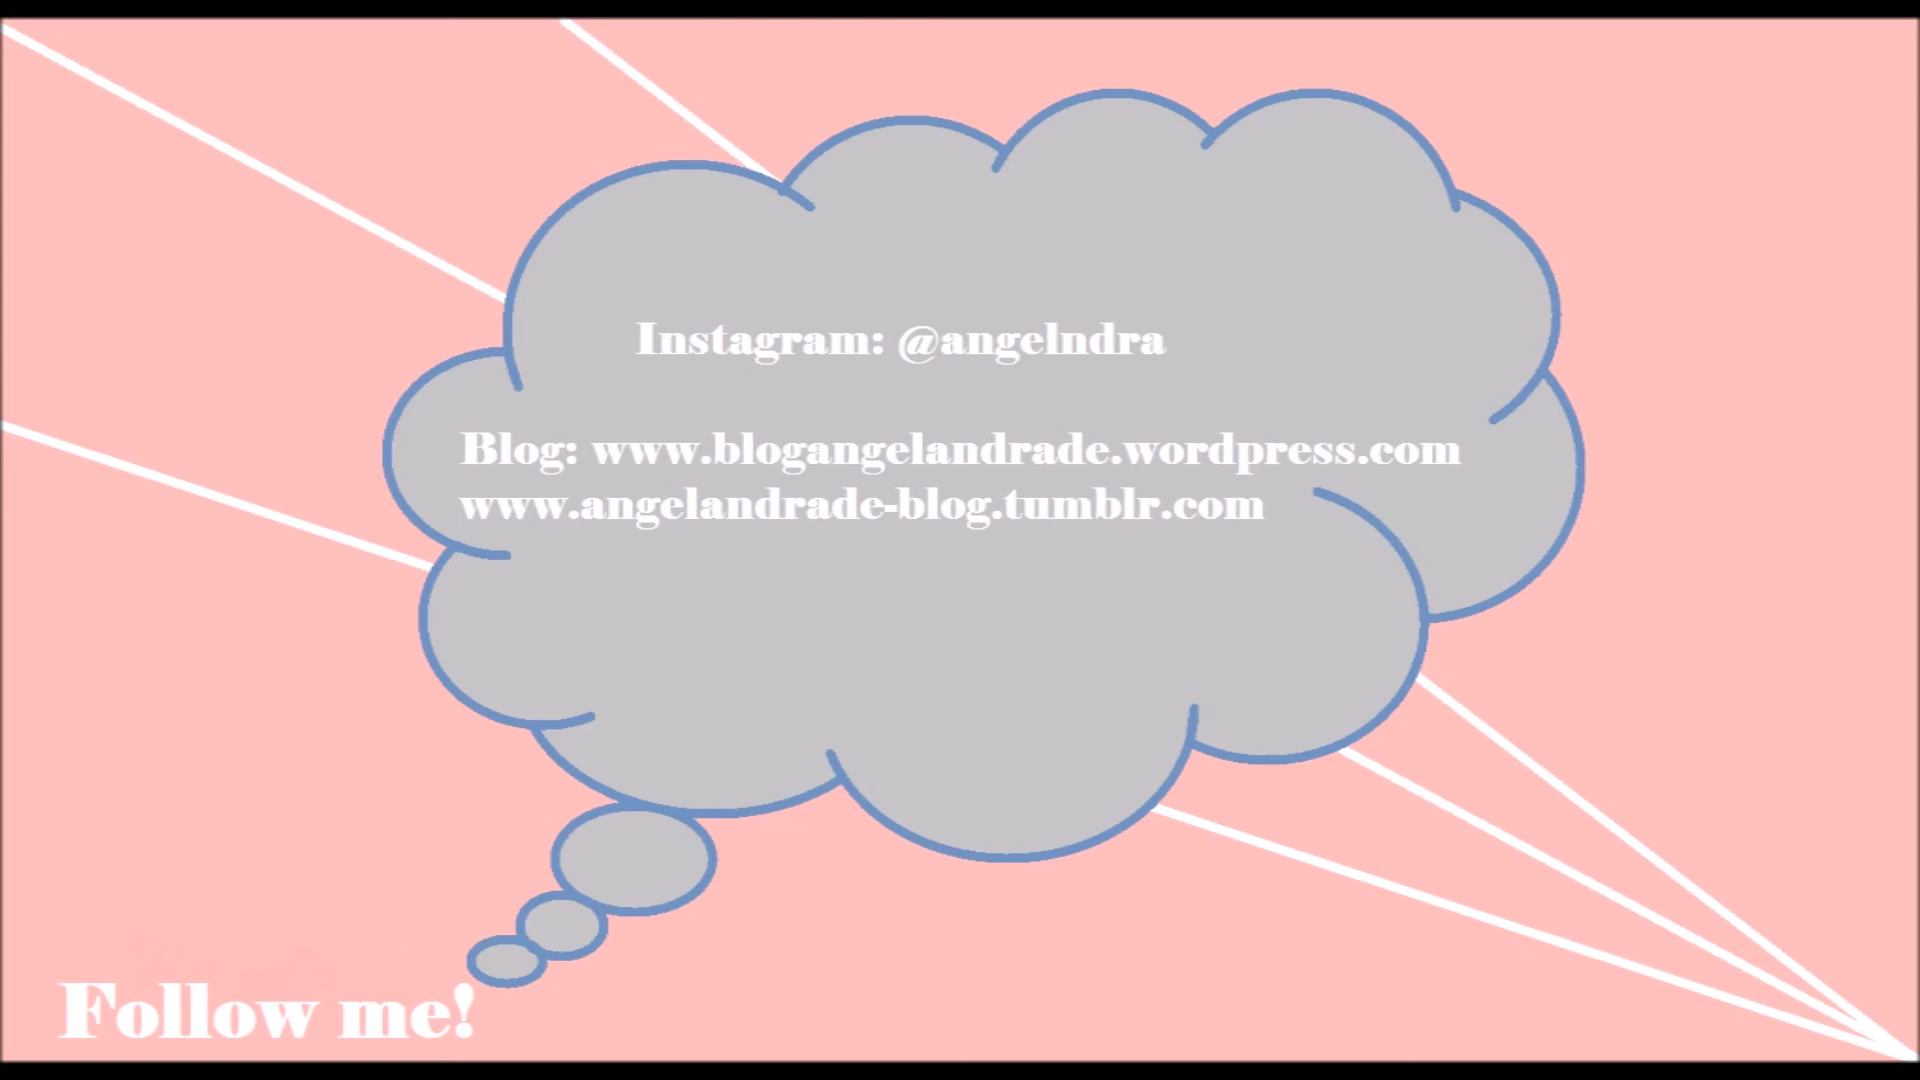 Instagram: @angelndra
Blog: www.blogangelandrade.wordpress.com
www.angelandrade-blog.tumblr.com
Follow me!